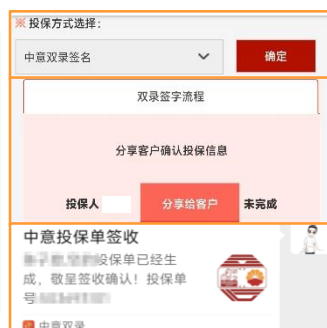 ※ 投保方式选择：
中意双录签名
确定
双录签字流程
分享客户确认投保信息
投保人
分享给客户
未完成
中意投保单签收
投保单已经生
成，敬呈签收确认！投保单
号
中意双录